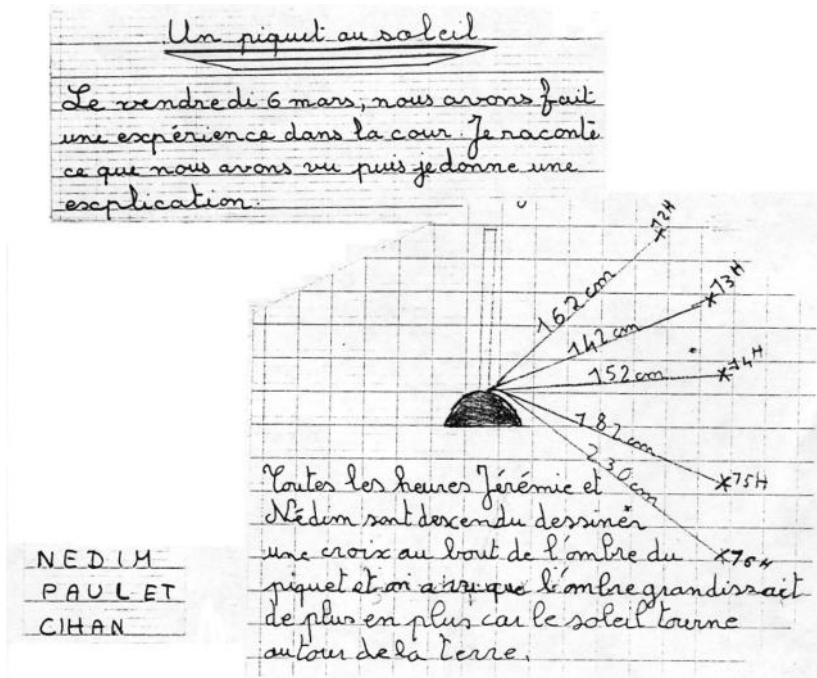 Un piquet au soleil
Le vendredi 6 mars, nous avons fait
une expérience dans la cour. Je raconte
ce que nous avons vu puis je donne une
explication.
12H
13H
162 cm
142 cm
14H
152 cm
187 cm
230 cm
15H
16H
Toutes les heures Jérémie et
Nédim sont descendu dessiner
une croix au bout de l'ombre du
piquet et on a vu que l'ombre grandissait
de plus en plus car le soleil tourne
autour de la terre.
NEDIM
PAULET
CIHAN